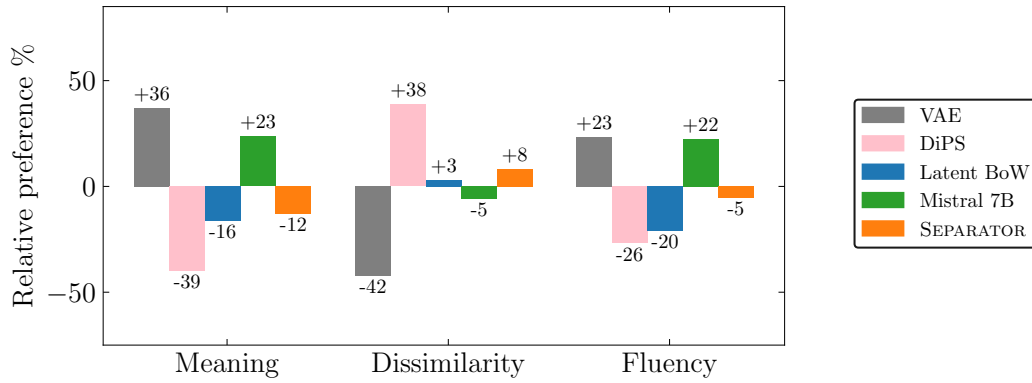 Relative preference %
50
0
−50
+36
-39
-16
+23
-12
-42
+38
+3
-5
+8
+23
-26
-20
+22
-5
Meaning
Dissimilarity
Fluency
VAE
DiPS
Latent BoW
Mistral 7B
SEPARATOR